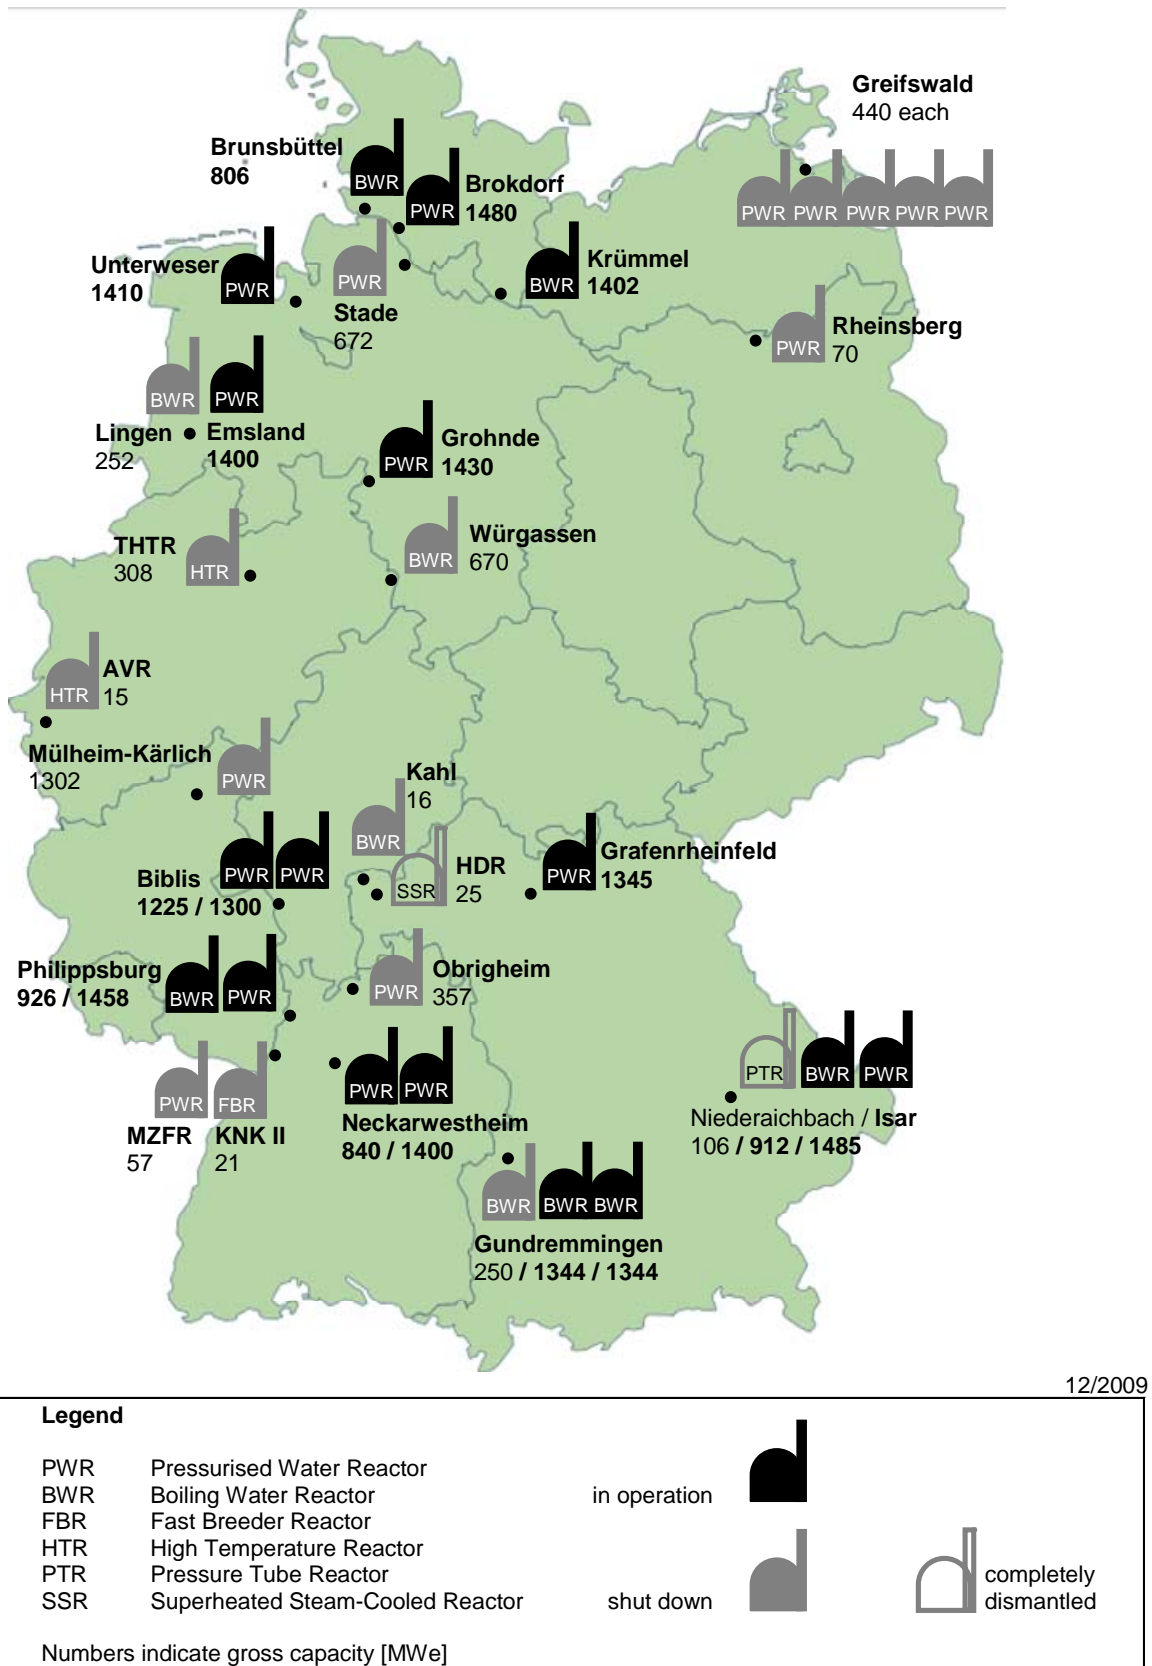 Greifswald
440 each
PWR PWR PWR PWR PWR
Brunsbüttel
806
BWR
PWR
Brokdorf
1480
Unterweser
1410
PWR
PWR
Stade
672
BWR
Krümmel
1402
PWR
Rheinsberg
70
BWR
PWR
Lingen
252
Emsland
1400
PWR
Grohnde
1430
THTR
308
HTR
BWR
Würgassen
670
HTR
AVR
15
Mülheim-Kärlich
1302
PWR
Kahl
16
BWR
SSR
HDR
25
Biblis
1225 / 1300
PWR PWR
PWR
Grafenrheinfeld
1345
Philippsburg
926 / 1458
BWR PWR
PWR
Obrigheim
357
PWR FBR
MZFR
57
KNK II
21
PWR PWR
Neckarwestheim
840 / 1400
PTR BWR PWR
Niederaichbach / Isar
106 / 912 / 1485
BWR BWR BWR
Gundremmingen
250 / 1344 / 1344
12/2009
Legend
PWR Pressurised Water Reactor
BWR Boiling Water Reactor
in operation
FBR Fast Breeder Reactor
HTR High Temperature Reactor
PTR Pressure Tube Reactor
SSR Superheated Steam-Cooled Reactor
shut down
completely
dismantled
Numbers indicate gross capacity [MWe]